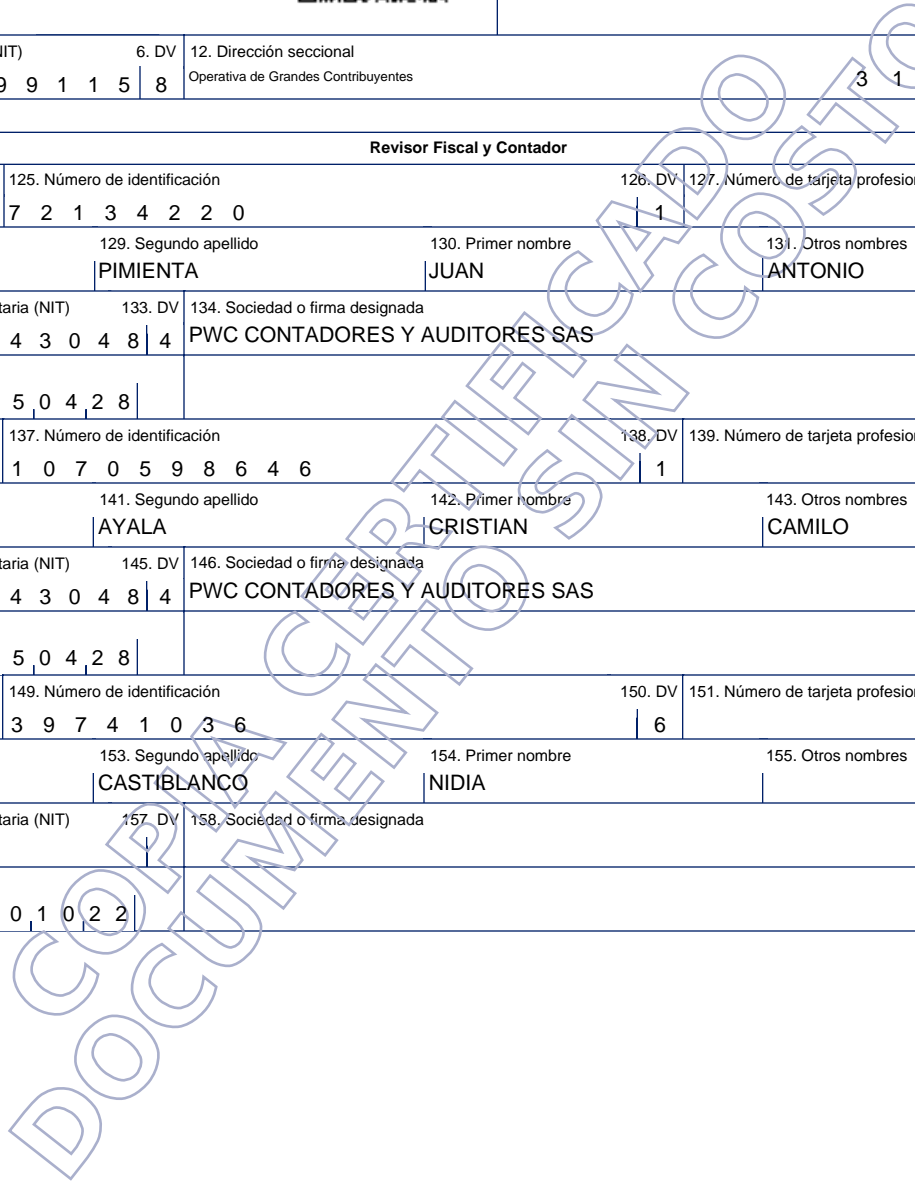 NIT) 6. DV 12. Dirección seccional
9 9 1 1 5 8 Operativa de Grandes Contribuyentes 3 1
Revisor Fiscal y Contador
125. Número de identificación 126. DV 127. Número de tarjeta profesion
7 2 1 3 4 2 2 0 1
129. Segundo apellido 130. Primer nombre 131. Otros nombres
PIMIENTA JUAN ANTONIO
taria (NIT) 133. DV 134. Sociedad o firma designada
4 3 0 4 8 4 PWC CONTADORES Y AUDITORES SAS
5 0 4 2 8
137. Número de identificación 138. DV 139. Número de tarjeta profesion
1 0 7 0 5 9 8 6 4 6 1
141. Segundo apellido 142. Primer nombre 143. Otros nombres
AYALA CRISTIAN CAMILO
taria (NIT) 145. DV 146. Sociedad o firma designada
4 3 0 4 8 4 PWC CONTADORES Y AUDITORES SAS
5 0 4 2 8
149. Número de identificación 150. DV 151. Número de tarjeta profesion
3 9 7 4 1 0 3 6 6
153. Segundo apellido 154. Primer nombre 155. Otros nombres
CASTIBLANCO NIDIA
taria (NIT) 157. DV 158. Sociedad o firma designada
0 1 0 2 2
COPIA CERTIFICADO
DOCUMENTO SIN COSTO